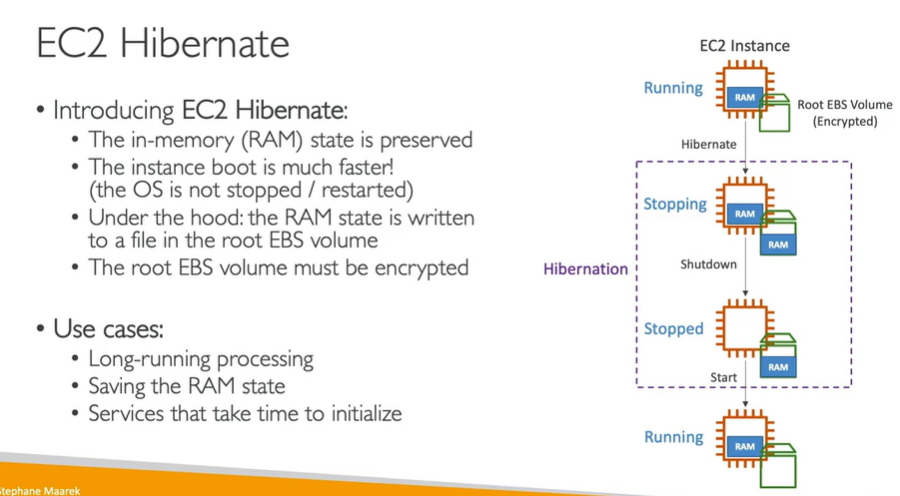 EC2 Hibernate
• Introducing EC2 Hibernate:
• The in-memory (RAM) state is preserved
• The instance boot is much faster!
(the OS is not stopped / restarted)
• Under the hood: the RAM state is written
to a file in the root EBS volume
• The root EBS volume must be encrypted
• Use cases:
• Long-running processing
• Saving the RAM state
• Services that take time to initialize
EC2 Instance
Running
RAM
Root EBS Volume
(Encrypted)
Hibernate
Stopping
RAM
RAM
Hibernation
Shutdown
Stopped
RAM
Start
Running
RAM
Stephane Maarek